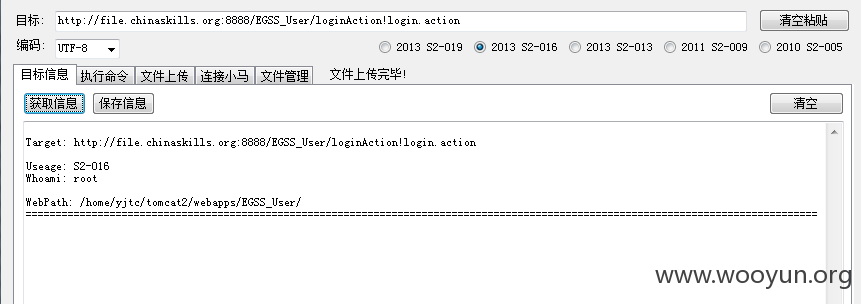 目标: http://file.chinaskills.org:8888/EGSS_User/loginAction!login.action 清空粘贴
编码: UTF-8 2013 S2-019 2013 S2-016 2013 S2-013 2011 S2-009 2010 S2-005
目标信息 执行命令 文件上传 连接小马 文件管理 文件上传完毕!
获取信息 保存信息 清空
Target: http://file.chinaskills.org:8888/EGSS_User/loginAction!login.action
Useage: S2-016
Whoami: root
WebPath: /home/yjtc/tomcat2/webapps/EGSS_User/
www.wooyun.org